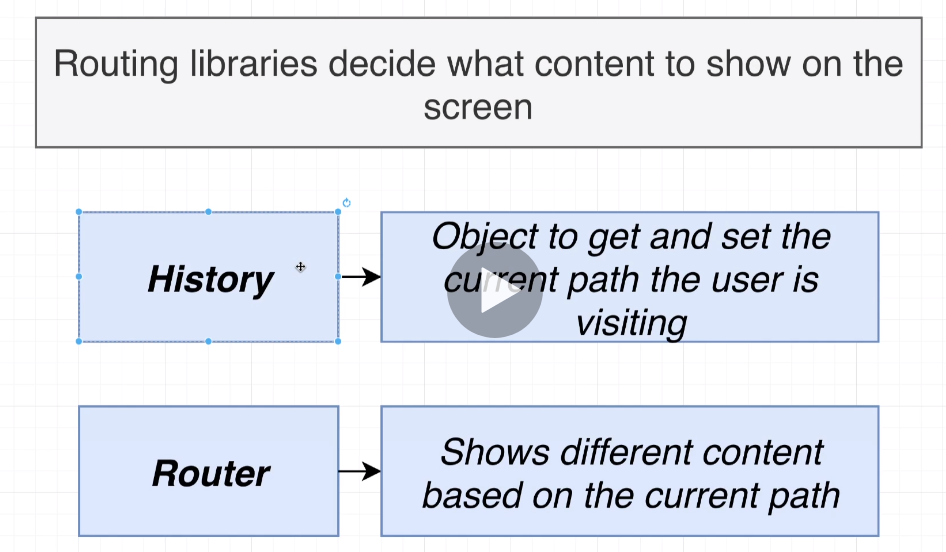 Routing libraries decide what content to show on the
screen
History
Object to get and set the
current path the user is
visiting
Router
Shows different content
based on the current path